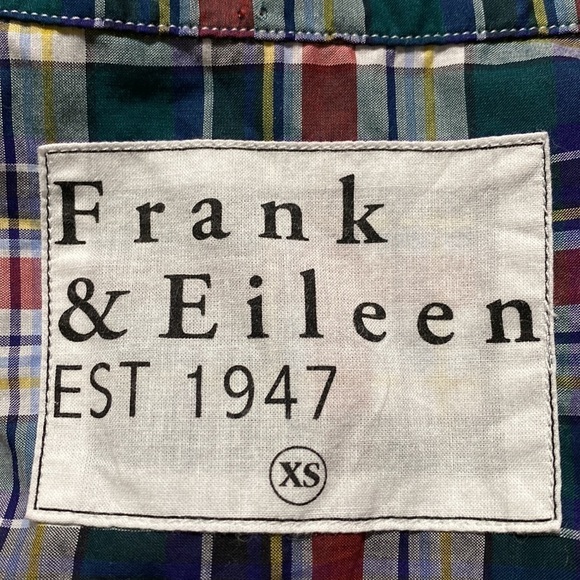 Frank
& Eileen
EST 1947
XS